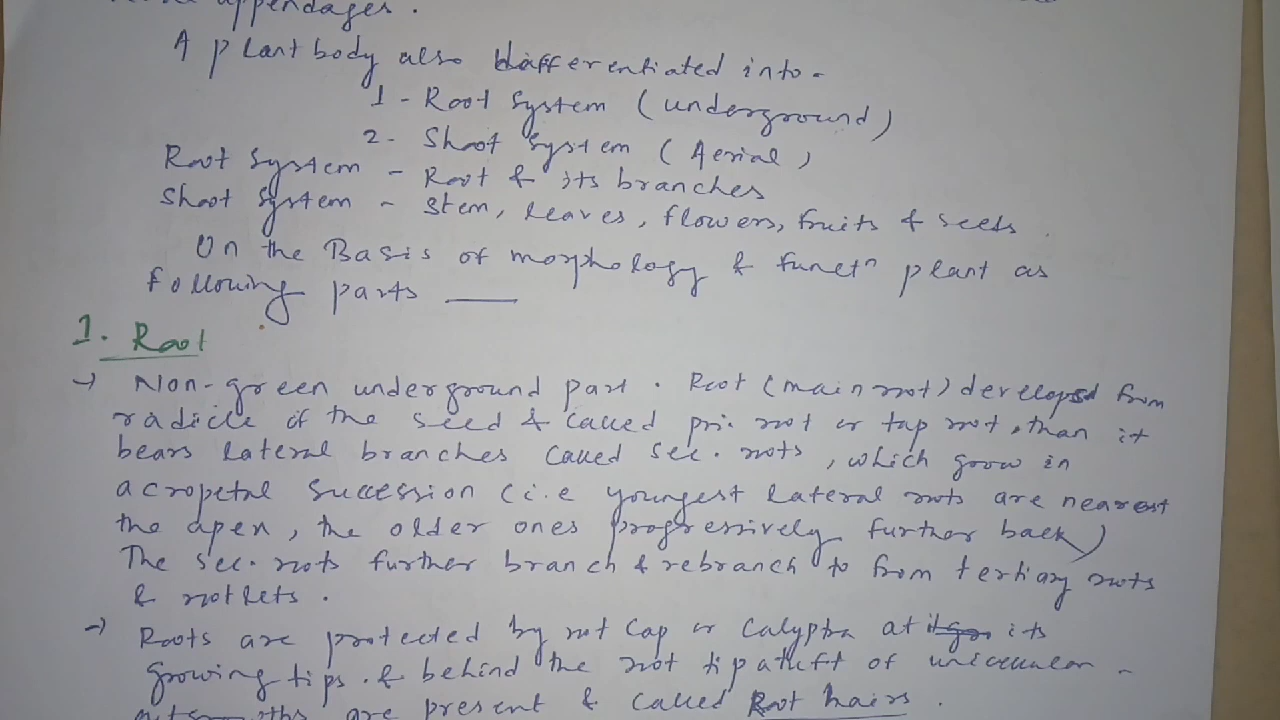 appendages.
A plant body also differentiated into -
1 - Root System (underground)
2 - Shoot System (Aerial)
Root System - Root & its branches
Shoot System - Stem, leaves, flowers, fruits & seeds.
On the Basis of morphology & functn plant as
following parts ___
1. Root
→ Non-green underground part. Root (main root) developed from
radicle of the seed & called pri. root or tap root, than it
bears lateral branches called sec. roots, which grow in
acropetal succession (i.e youngest lateral roots are nearest
the apex, the older ones progressively further back)
The sec. roots further branch & rebranch to from tertiary roots
& rootlets.
→ Roots are protected by root cap or Calyptra at its
growing tips. & behind the root tip a tuft of unicellular -
are present & called Root hairs.